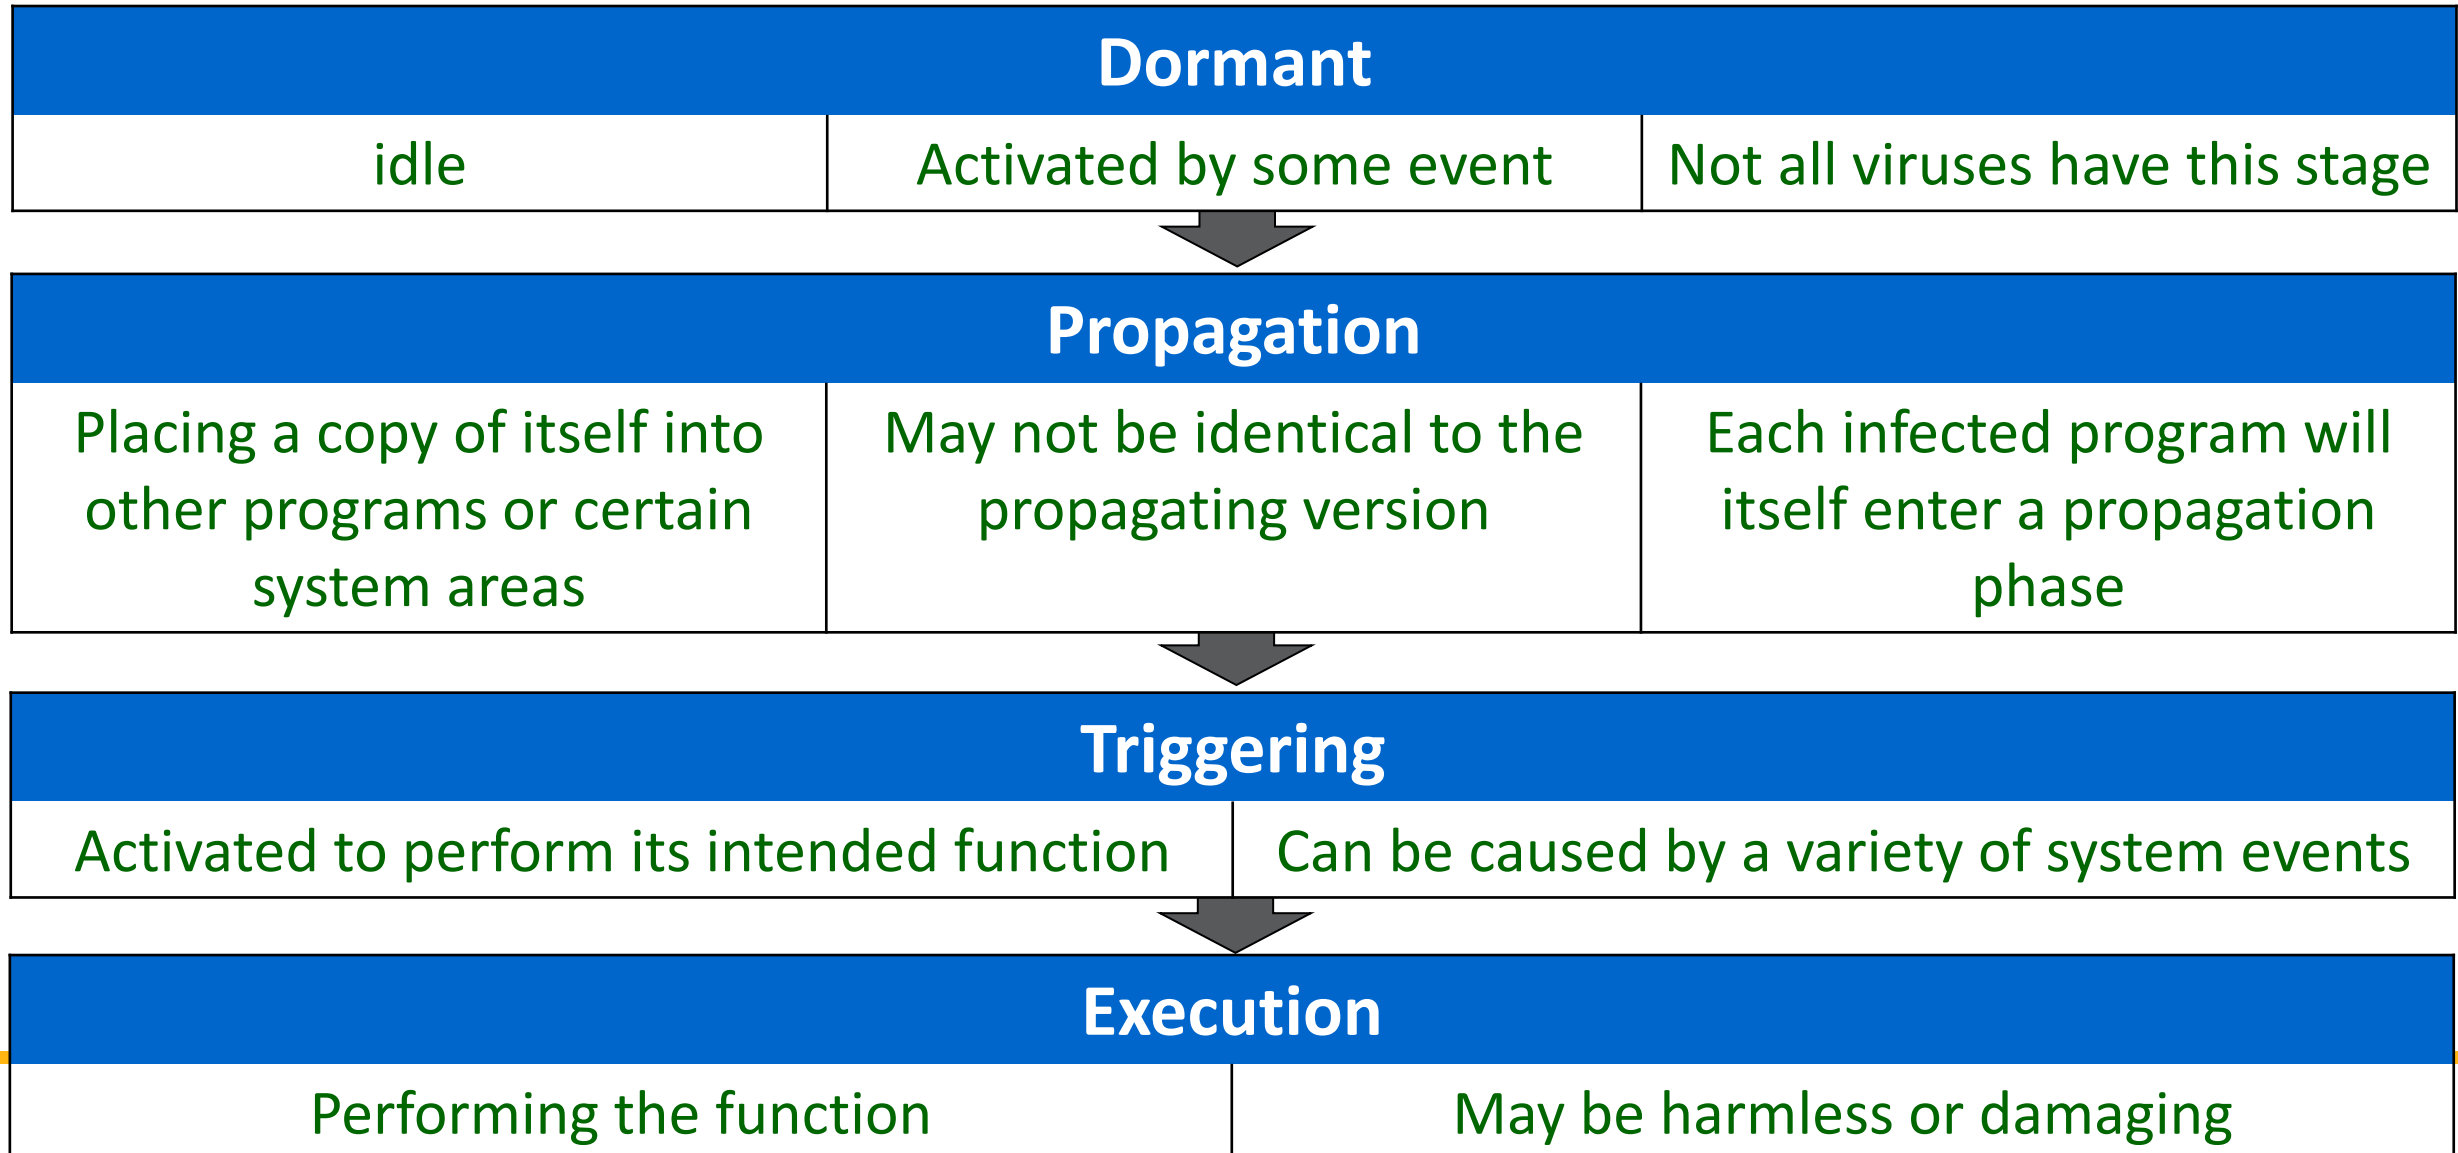 Dormant
idle
Activated by some event
Not all viruses have this stage
Propagation
Placing a copy of itself into
other programs or certain
system areas
May not be identical to the
propagating version
Each infected program will
itself enter a propagation
phase
Triggering
Activated to perform its intended function
Can be caused by a variety of system events
Execution
Performing the function
May be harmless or damaging